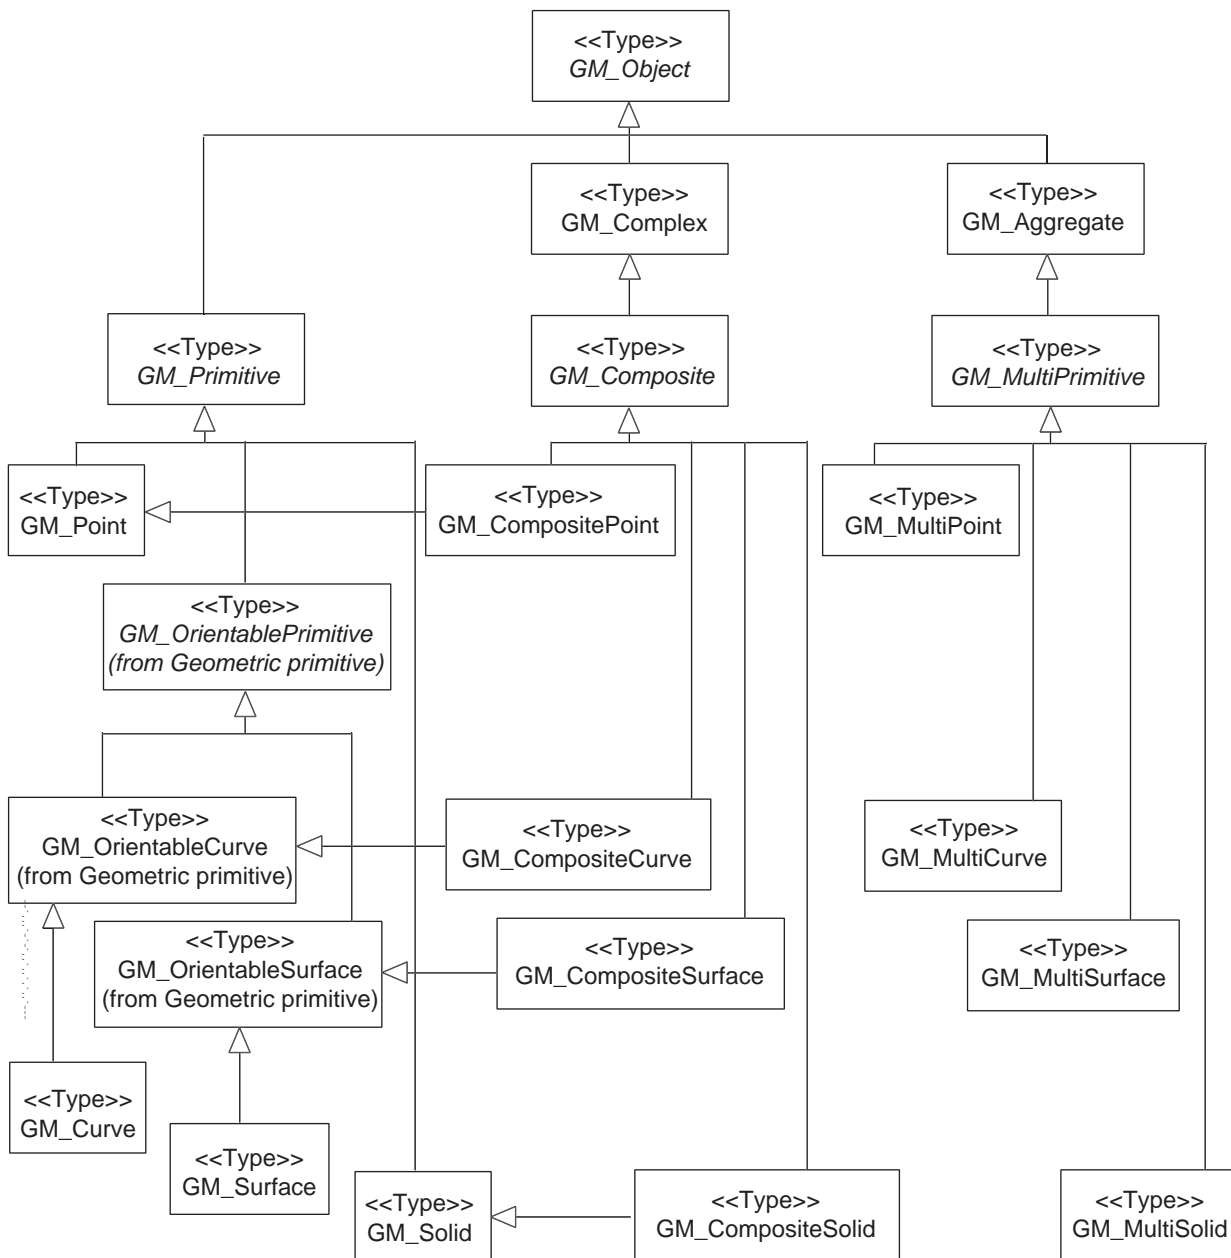 <<Type>>
GM_Object
<<Type>>
GM_Complex
<<Type>>
GM_Aggregate
<<Type>>
GM_Primitive
<<Type>>
GM_Composite
<<Type>>
GM_MultiPrimitive
<<Type>>
GM_Point
<<Type>>
GM_CompositePoint
<<Type>>
GM_MultiPoint
<<Type>>
GM_OrientablePrimitive
(from Geometric primitive)
<<Type>>
GM_OrientableCurve
(from Geometric primitive)
<<Type>>
GM_CompositeCurve
<<Type>>
GM_MultiCurve
<<Type>>
GM_OrientableSurface
(from Geometric primitive)
<<Type>>
GM_CompositeSurface
<<Type>>
GM_MultiSurface
<<Type>>
GM_Curve
<<Type>>
GM_Surface
<<Type>>
GM_Solid
<<Type>>
GM_CompositeSolid
<<Type>>
GM_MultiSolid